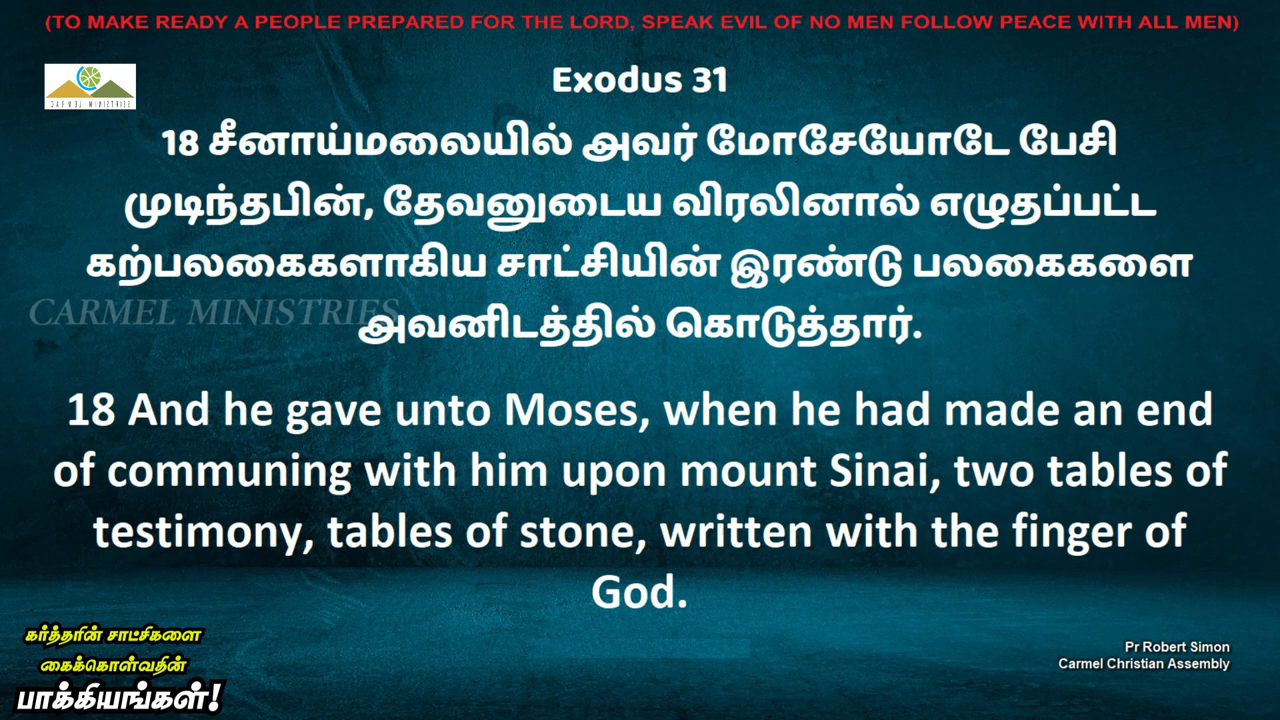 (TO MAKE READY A PEOPLE PREPARED FOR THE LORD, SPEAK EVIL OF NO MEN FOLLOW PEACE WITH ALL MEN)
CARMEL MINISTRIES
Exodus 31
18 சீனாய்மலையில் அவர் மோசேயோடே பேசி
முடிந்தபின், தேவனுடைய விரலினால் எழுதப்பட்ட
கற்பலகைகளாகிய சாட்சியின் இரண்டு பலகைகளை
CARMEL MINISTRIES
அவனிடத்தில் கொடுத்தார்.
18 And he gave unto Moses, when he had made an end
of communing with him upon mount Sinai, two tables of
testimony, tables of stone, written with the finger of
God.
கர்த்தரின் சாட்சிகளை
கைக்கொள்வதின்
பாக்கியங்கள்!
Pr Robert Simon
Carmel Christian Assembly